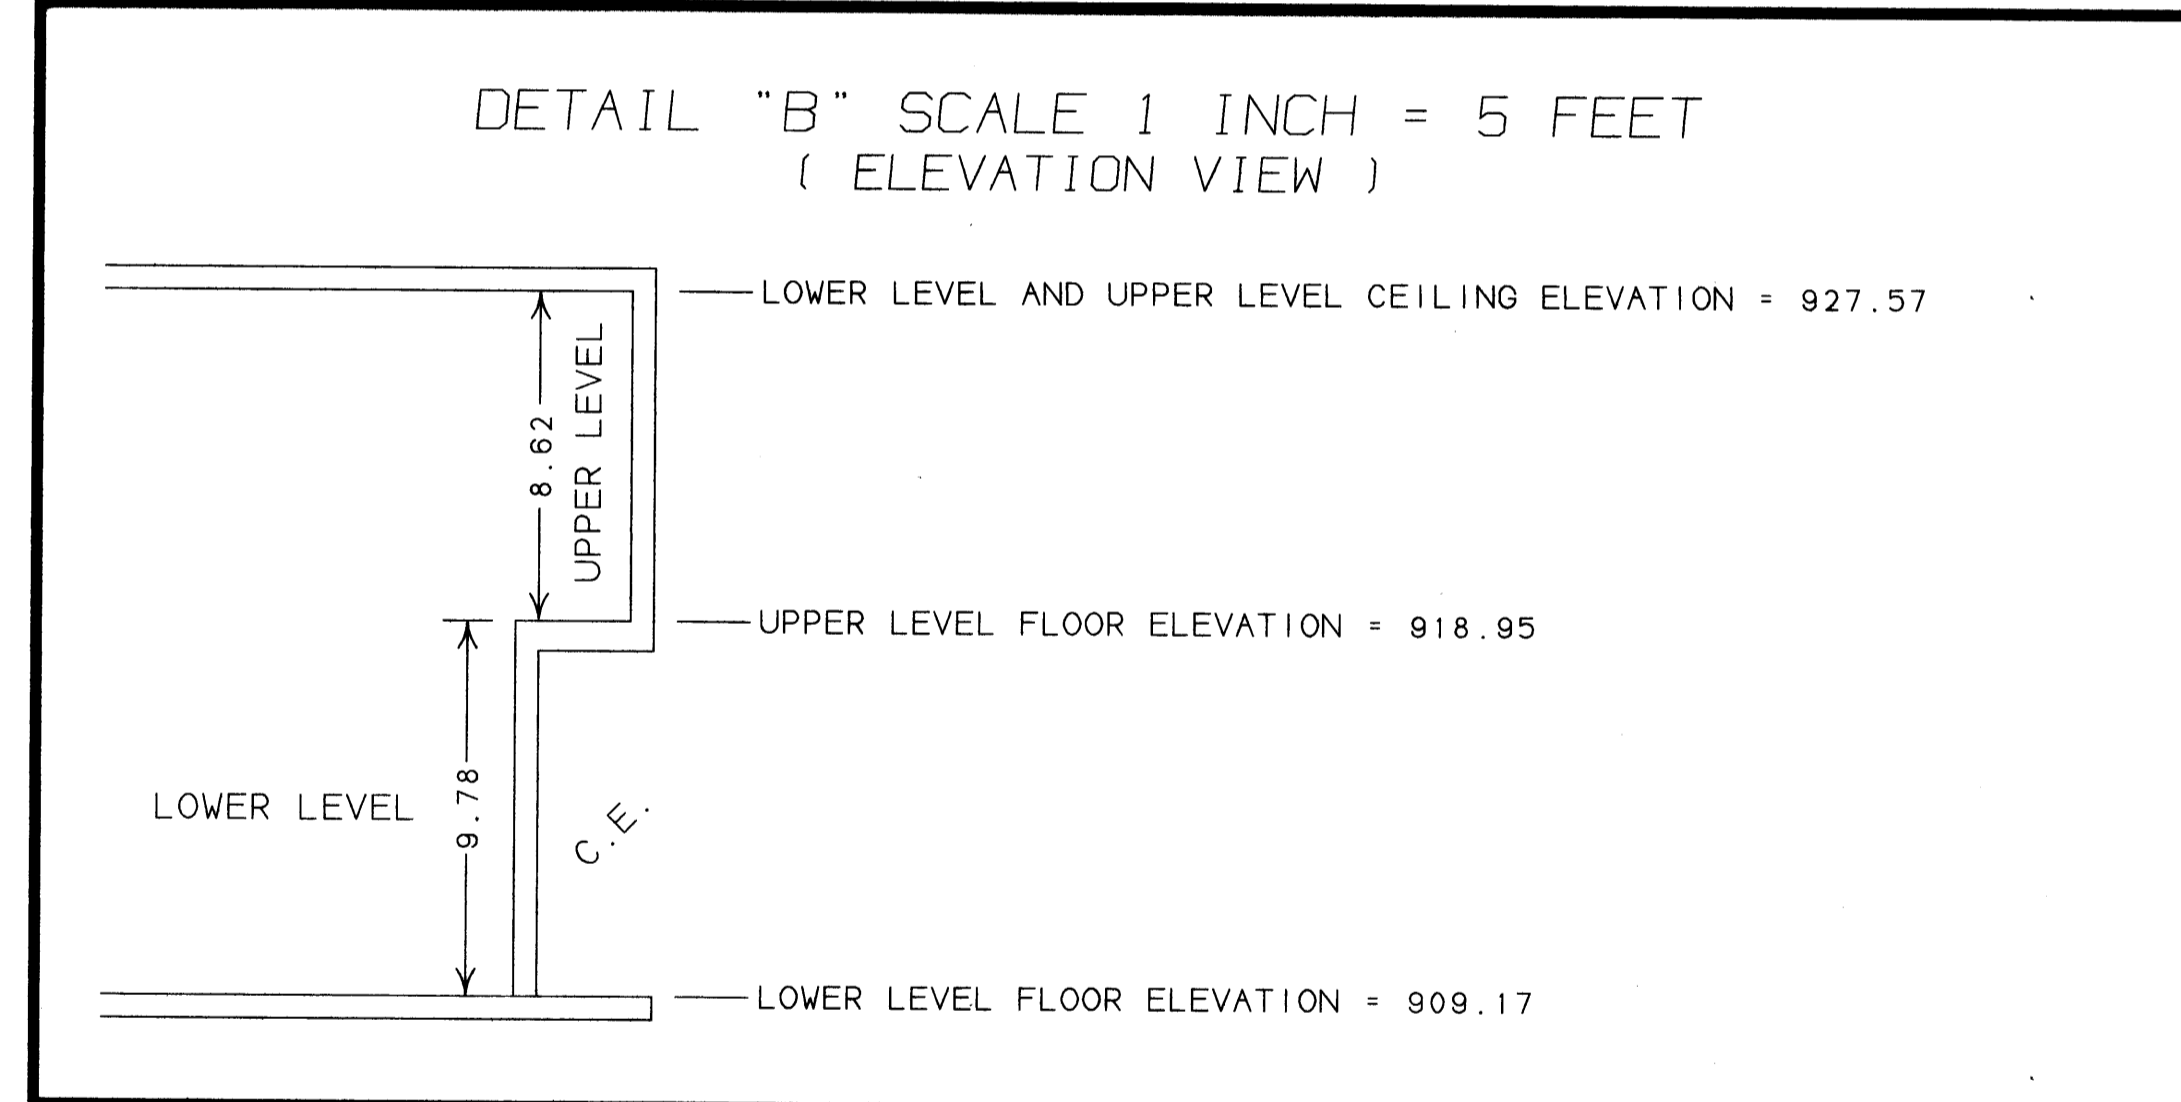 DETAIL "B" SCALE 1 INCH = 5 FEET
( ELEVATION VIEW )
LOWER LEVEL AND UPPER LEVEL CEILING ELEVATION = 927.57
8.62
UPPER LEVEL
UPPER LEVEL FLOOR ELEVATION = 918.95
LOWER LEVEL
9.78
C.E.
LOWER LEVEL FLOOR ELEVATION = 909.17